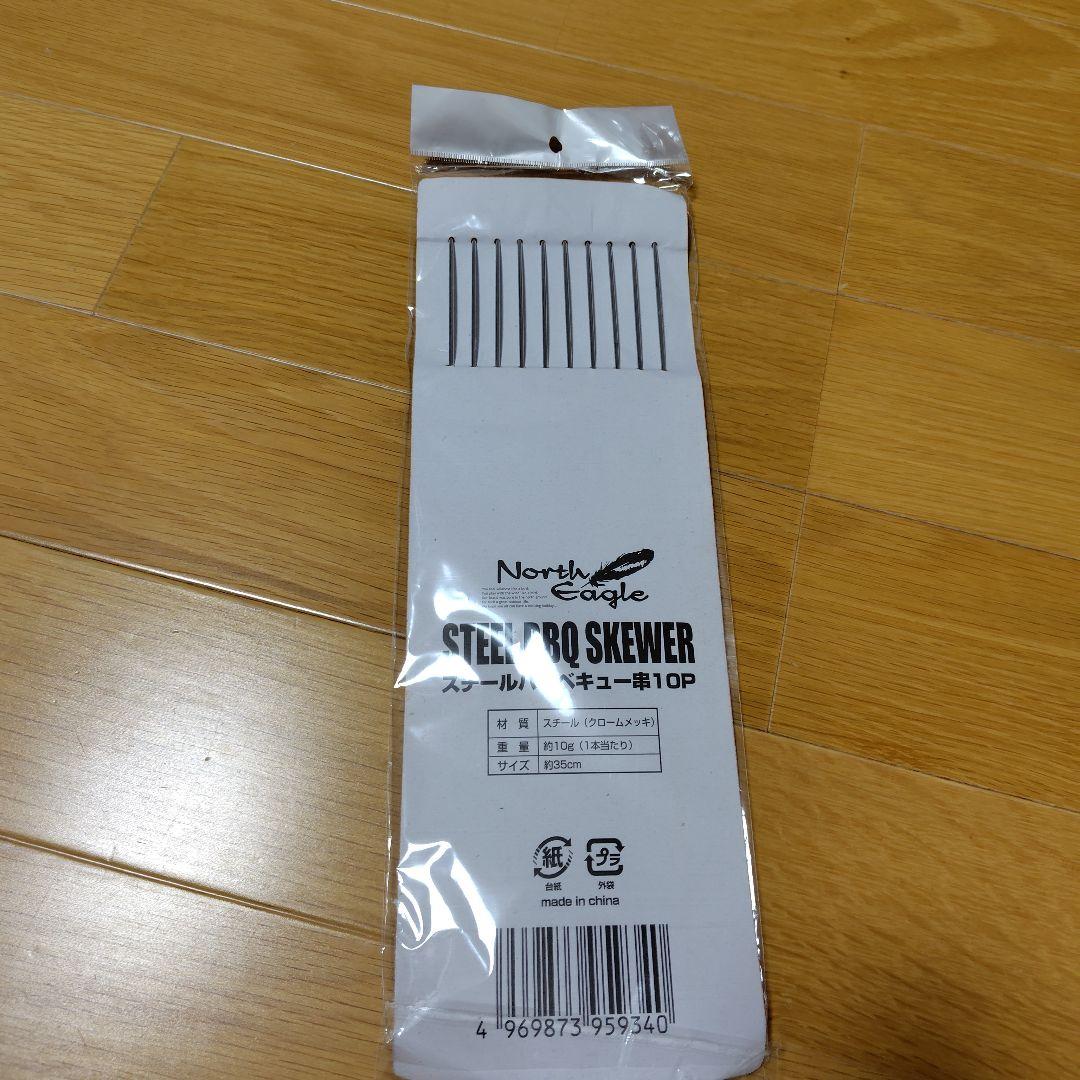 North
Eagle
STEEL BBQ SKEWER
スチールバーベキュー串10P
材質 スチール（クロームメッキ）
重量 約10g（1本当たり）
サイズ 約35cm
紙 プラ
台紙 外袋
made in china
4 969873 959340